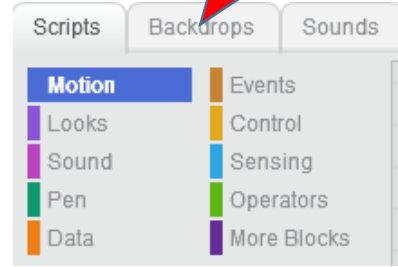 Scripts Backdrops Sounds
Motion Events
Looks Control
Sound Sensing
Pen Operators
Data More Blocks